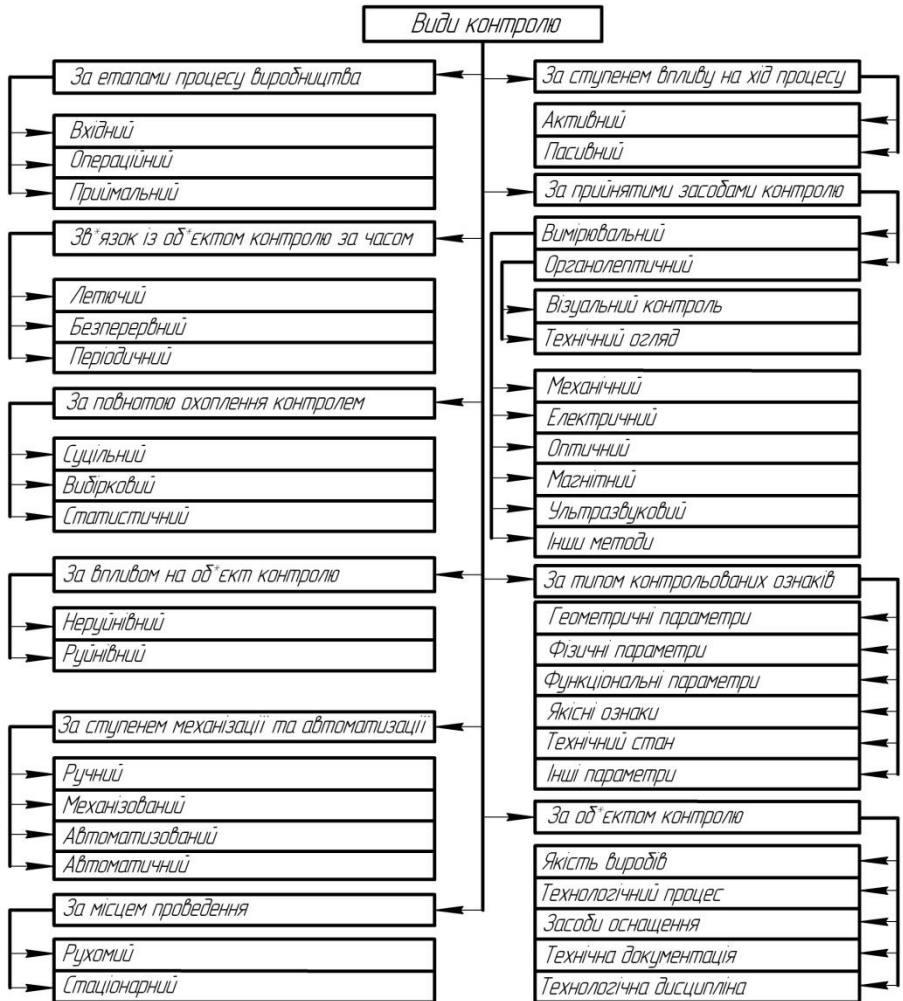 Види контролю
За етапами процесу виробництва
Вхідний
Операційний
Приймальний
Зв*язок із об*єктом контролю за часом
Летючий
Безперервний
Періодичний
За повнотою охоплення контролем
Суцільний
Вибірковий
Статистичний
За впливом на об*єкт контролю
Неруйнівний
Руйнівний
За ступенем механізації та автоматизації
Ручний
Механізований
Автоматизований
Автоматичний
За місцем проведення
Рухомий
Стаціонарний
За ступенем впливу на хід процесу
Активний
Пасивний
За прийнятими засобами контролю
Вимірювальний
Органолептичний
Візуальний контроль
Технічний огляд
Механічний
Електричний
Оптичний
Магнітний
Ультразвуковий
Інши методи
За типом контрольованих ознаків
Геометричні параметри
Фізичні параметри
Функціональні параметри
Якісні ознаки
Технічний стан
Інші параметри
За об*єктом контролю
Якість виробів
Технологічний процес
Засоби оснащення
Технічна документація
Технологічна дисципліна